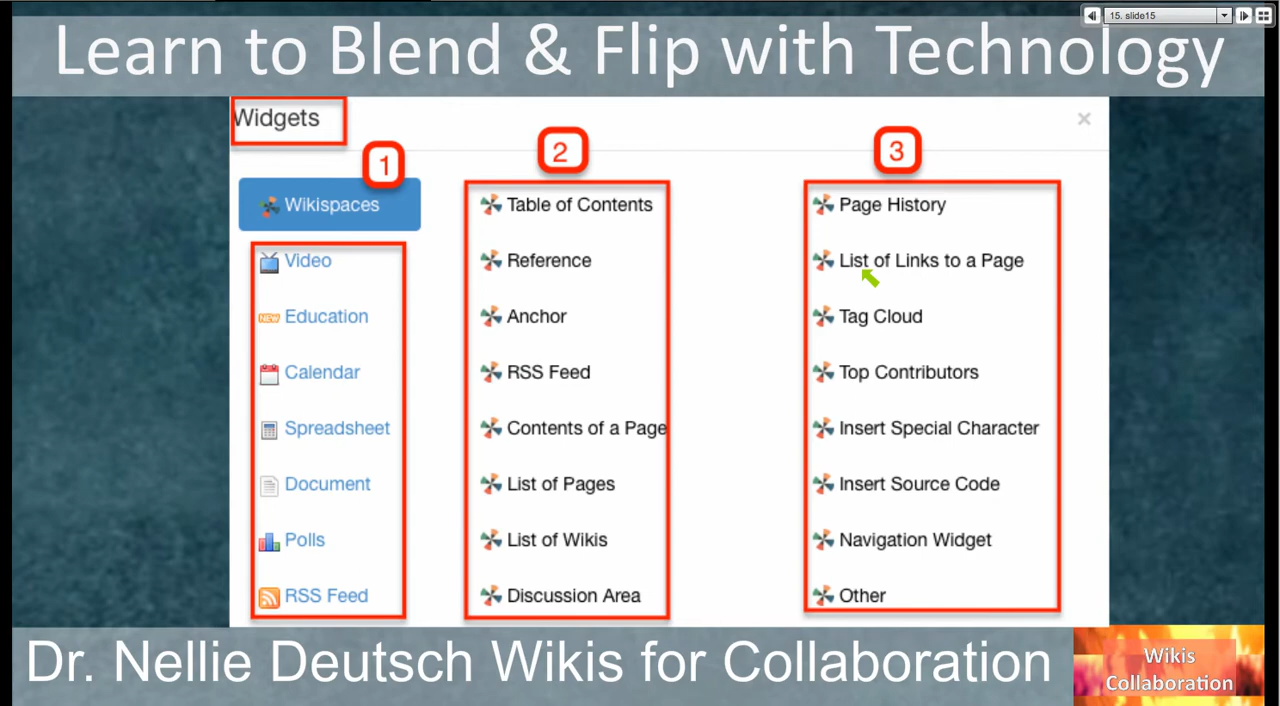 15. slide15
Learn to Blend & Flip with Technology
Widgets
×
1
2
3
Wikispaces
Video
NEW Education
Calendar
Spreadsheet
Document
Polls
RSS Feed
Table of Contents
Reference
Anchor
RSS Feed
Contents of a Page
List of Pages
List of Wikis
Discussion Area
Page History
List of Links to a Page
Tag Cloud
Top Contributors
Insert Special Character
Insert Source Code
Navigation Widget
Other
Dr. Nellie Deutsch Wikis for Collaboration
Wikis
Collaboration